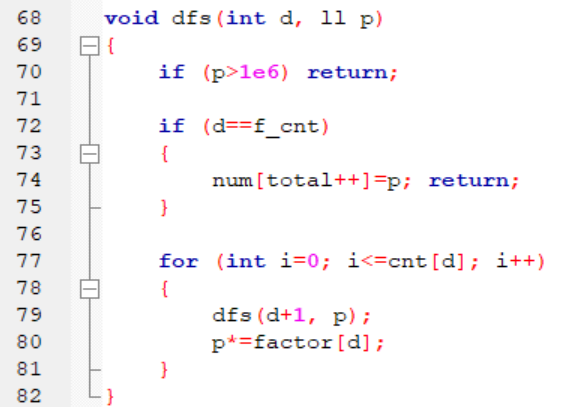 68 void dfs(int d, ll p)
69 {
70     if (p>1e6) return;
71
72     if (d==f_cnt)
73     {
74         num[total++]=p; return;
75     }
76
77     for (int i=0; i<=cnt[d]; i++)
78     {
79         dfs(d+1, p);
80         p*=factor[d];
81     }
82 }